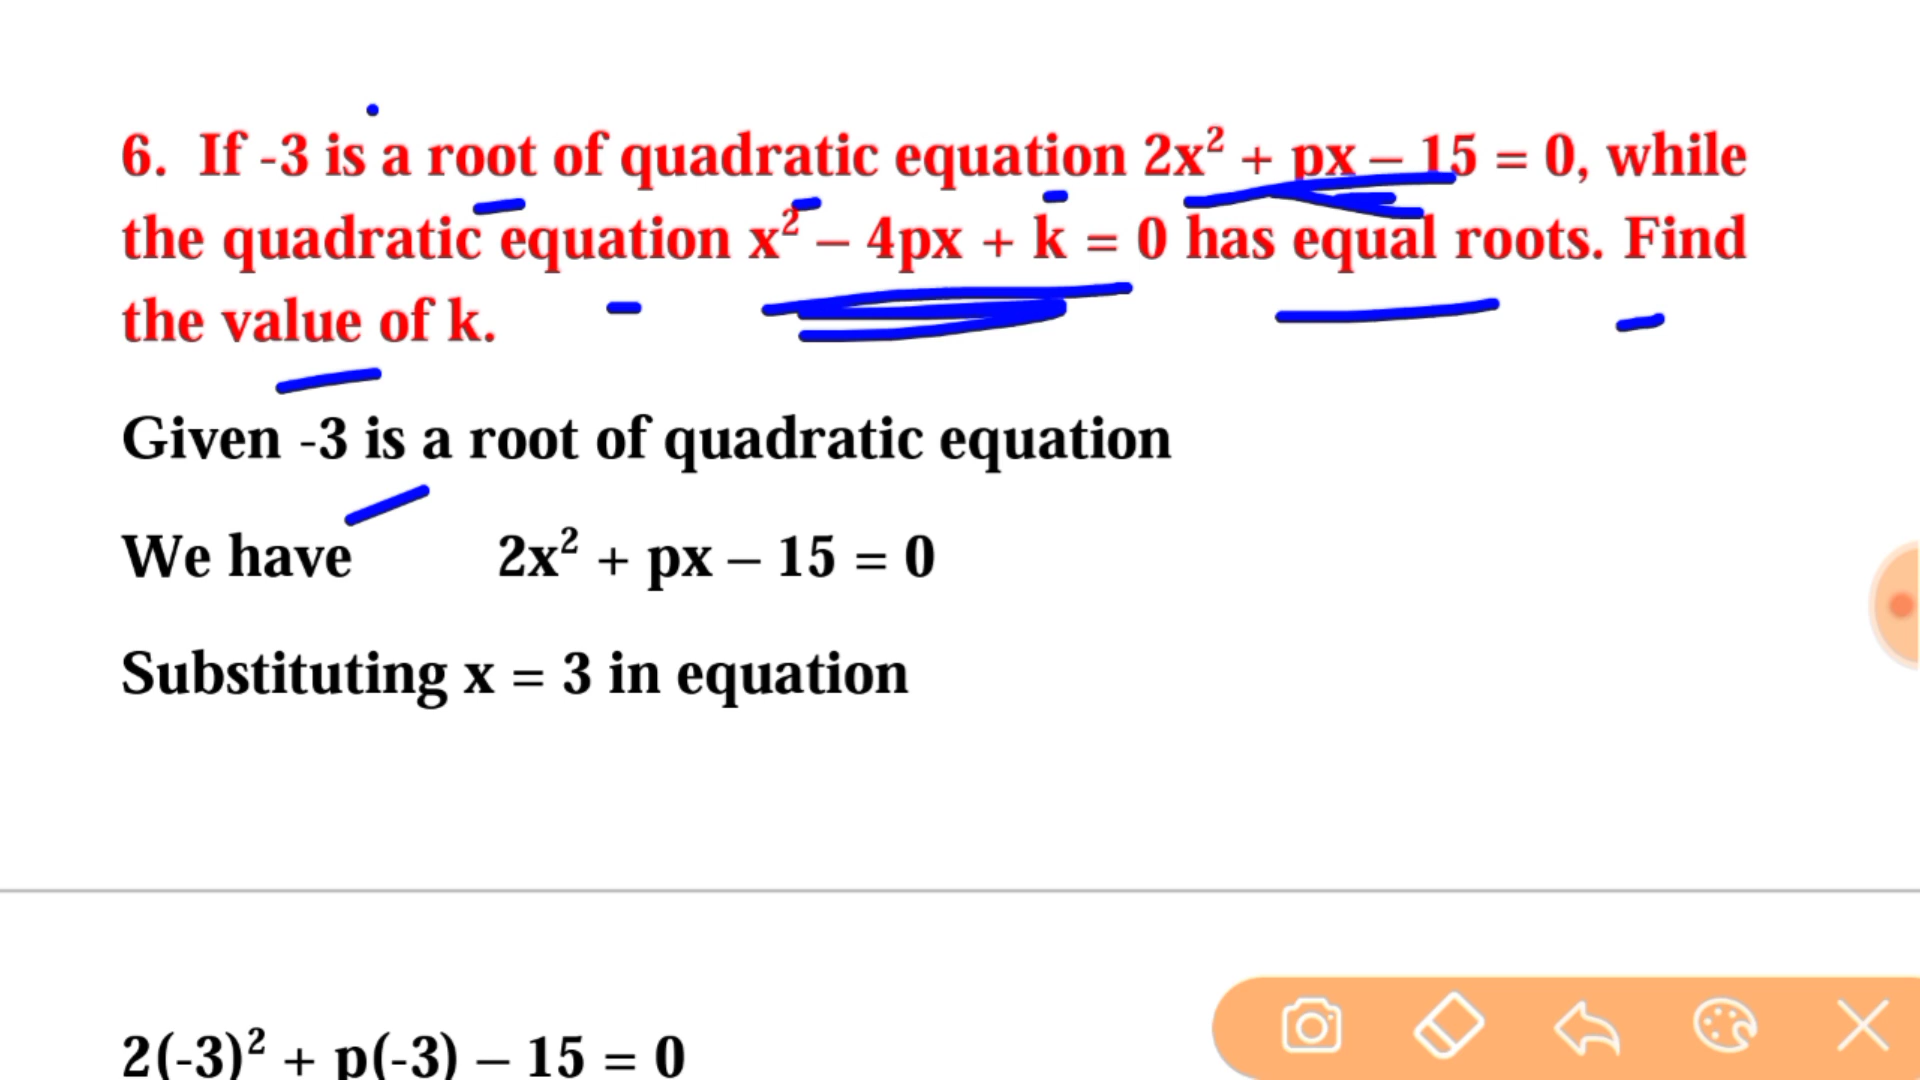 6. If -3 is a root of quadratic equation 2x² + px – 15 = 0, while
the quadratic equation x² – 4px + k = 0 has equal roots. Find
the value of k.
Given -3 is a root of quadratic equation
We have 2x² + px – 15 = 0
Substituting x = 3 in equation
2(-3)² + p(-3) – 15 = 0